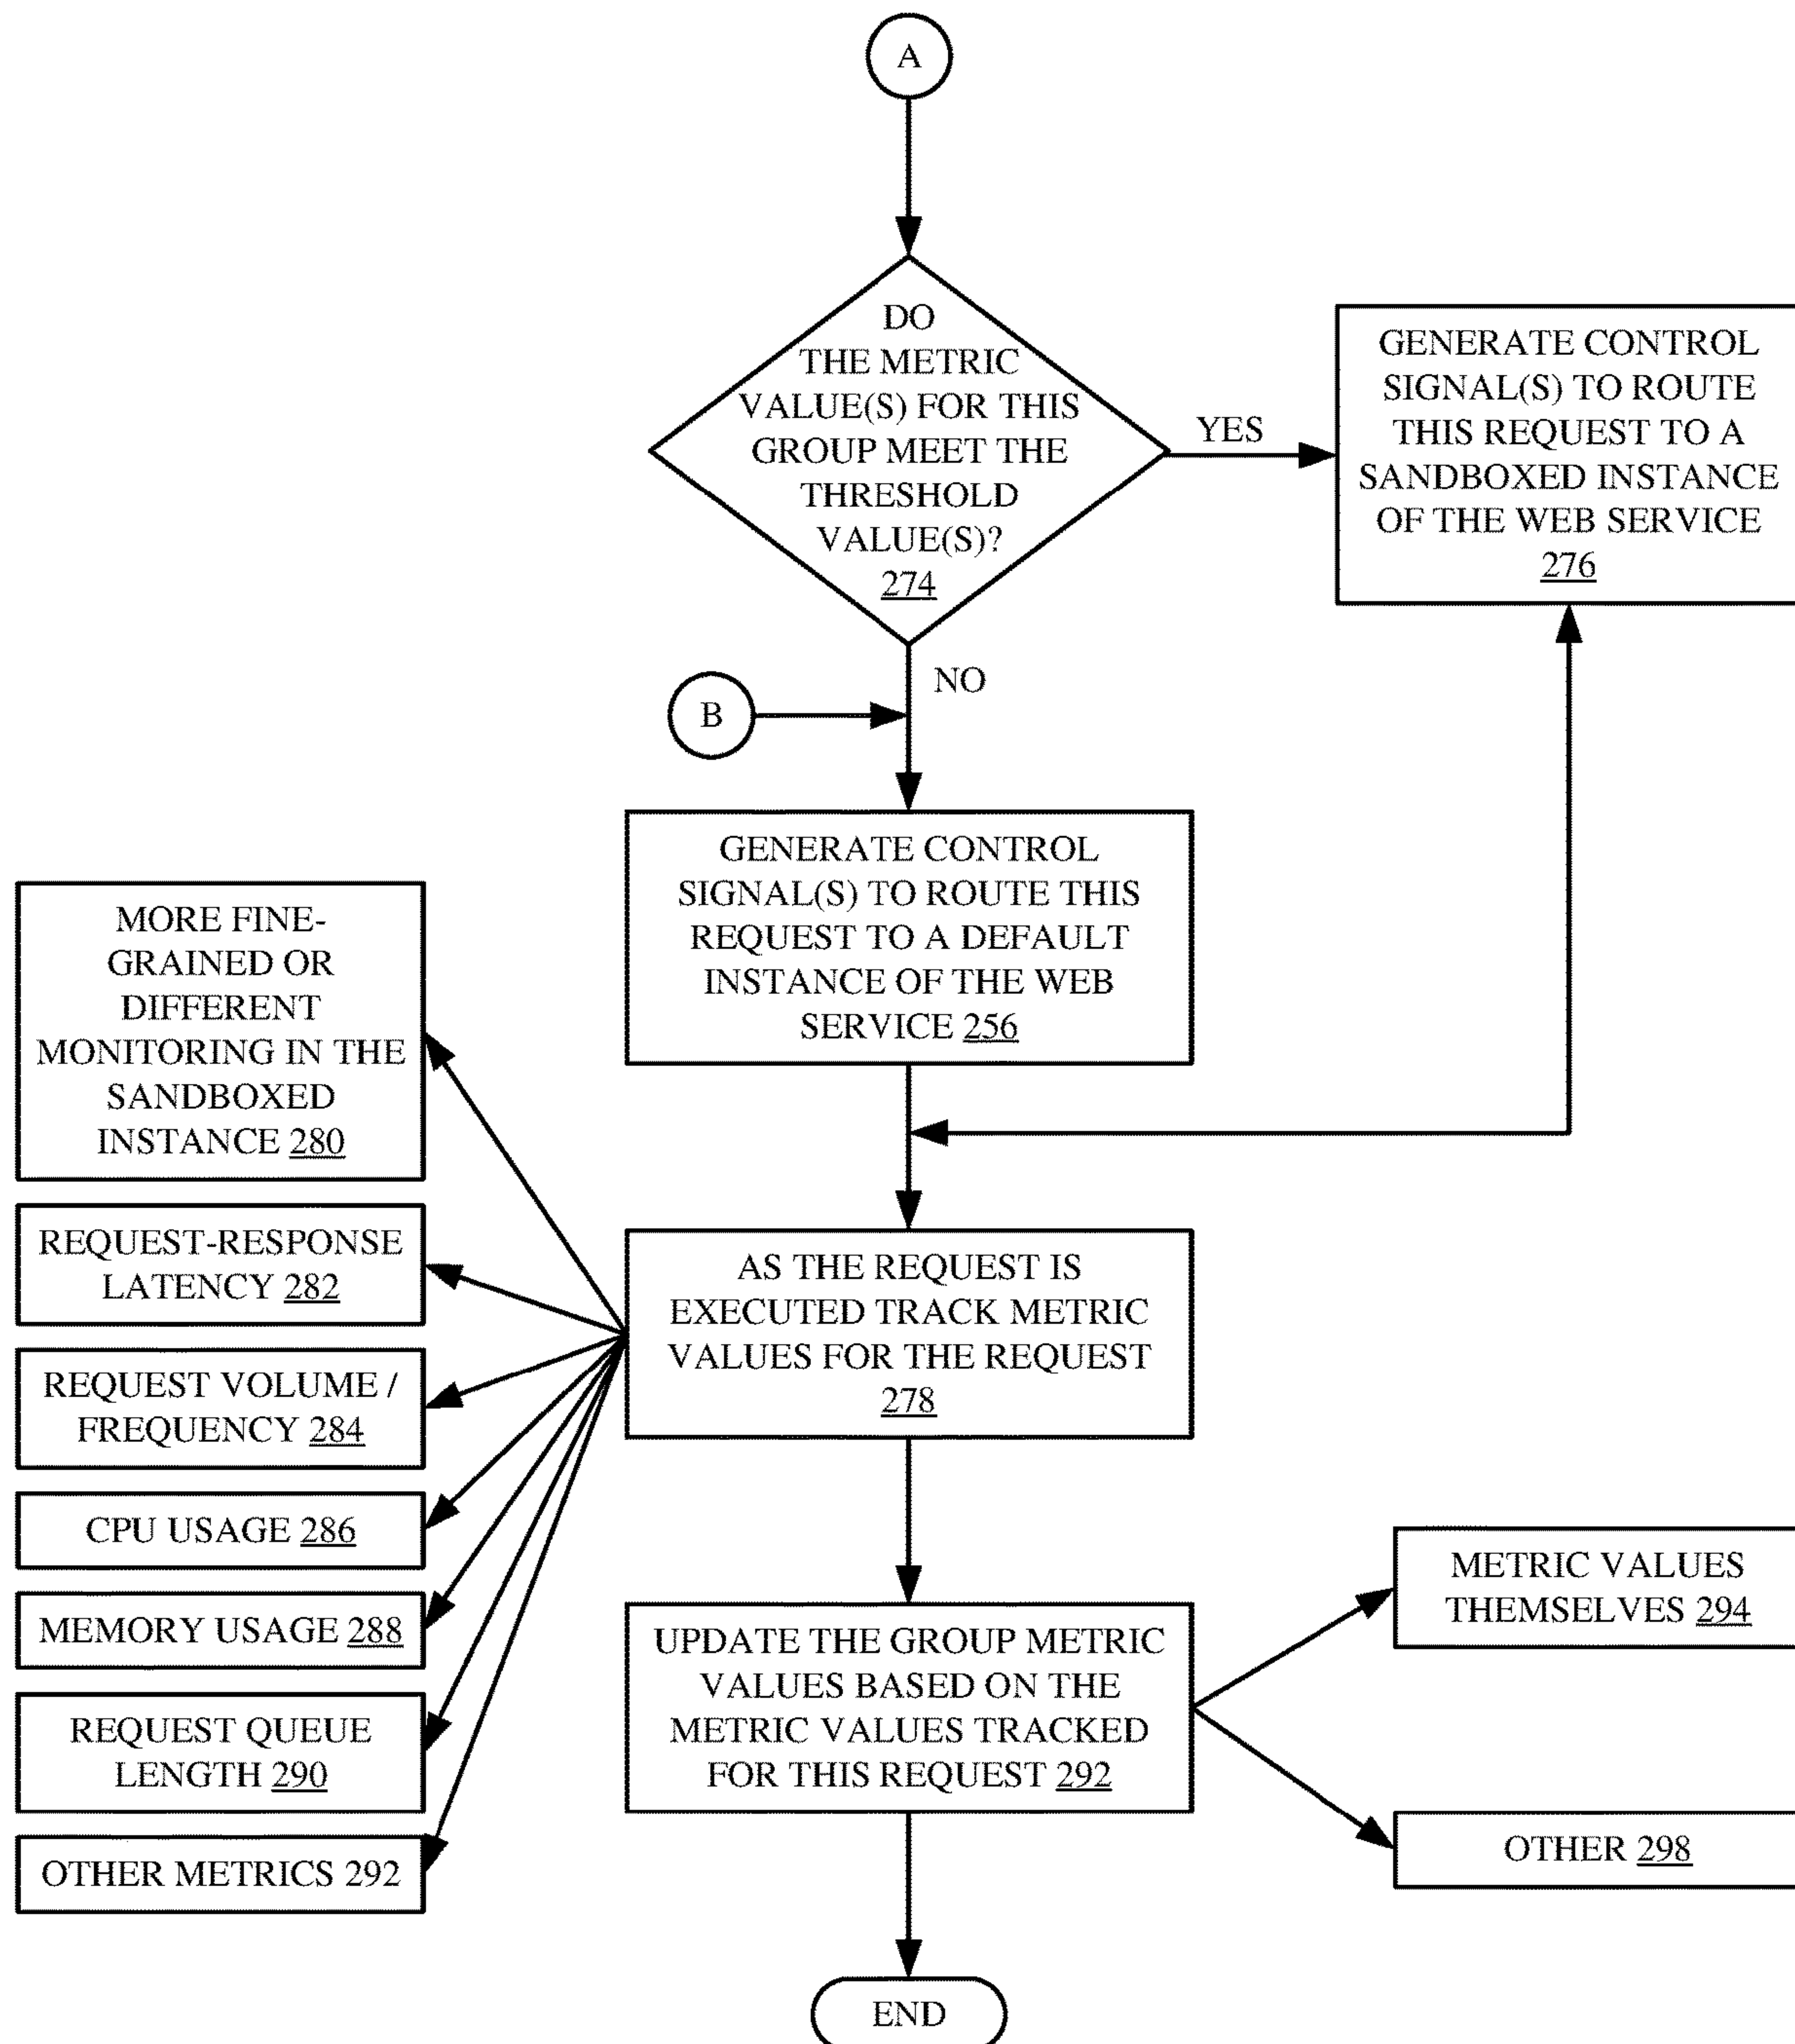 A
DO
THE METRIC
VALUE(S) FOR THIS
GROUP MEET THE
THRESHOLD
VALUE(S)?
274
YES
GENERATE CONTROL
SIGNAL(S) TO ROUTE
THIS REQUEST TO A
SANDBOXED INSTANCE
OF THE WEB SERVICE
276
NO
B
GENERATE CONTROL
SIGNAL(S) TO ROUTE THIS
REQUEST TO A DEFAULT
INSTANCE OF THE WEB
SERVICE 256
MORE FINE-
GRAINED OR
DIFFERENT
MONITORING IN THE
SANDBOXED
INSTANCE 280
REQUEST-RESPONSE
LATENCY 282
REQUEST VOLUME /
FREQUENCY 284
CPU USAGE 286
MEMORY USAGE 288
REQUEST QUEUE
LENGTH 290
OTHER METRICS 292
AS THE REQUEST IS
EXECUTED TRACK METRIC
VALUES FOR THE REQUEST
278
UPDATE THE GROUP METRIC
VALUES BASED ON THE
METRIC VALUES TRACKED
FOR THIS REQUEST 292
METRIC VALUES
THEMSELVES 294
OTHER 298
END